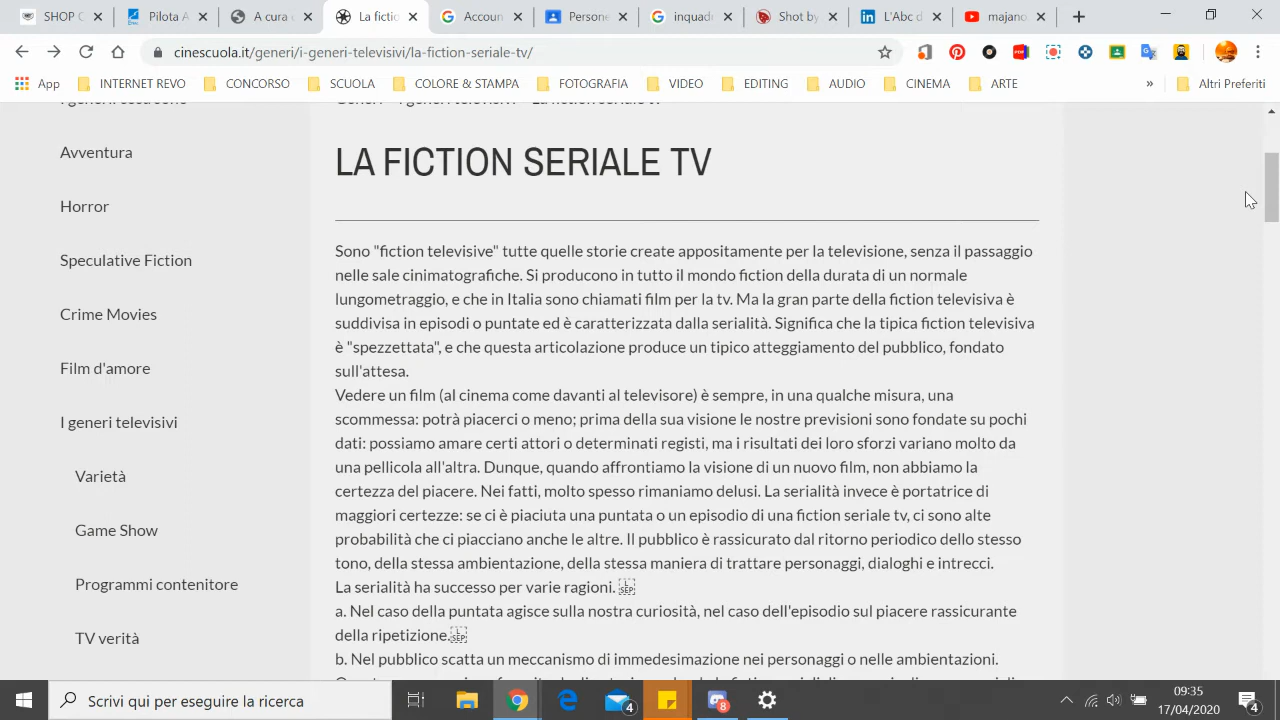 SHOP C
Pilota A
A cura
La fictio
Accoun
Persone
inquadr
Shot by
L'Abc d
majano
cinescuola.it/generi/i-generi-televisivi/la-fiction-seriale-tv/
App
INTERNET REVO
CONCORSO
SCUOLA
COLORE & STAMPA
FOTOGRAFIA
VIDEO
EDITING
AUDIO
CINEMA
ARTE
»
Altri Preferiti
Avventura
Horror
Speculative Fiction
Crime Movies
Film d'amore
I generi televisivi
Varietà
Game Show
Programmi contenitore
TV verità
LA FICTION SERIALE TV
Sono "fiction televisive" tutte quelle storie create appositamente per la televisione, senza il passaggio
nelle sale cinimatografiche. Si producono in tutto il mondo fiction della durata di un normale
lungometraggio, e che in Italia sono chiamati film per la tv. Ma la gran parte della fiction televisiva è
suddivisa in episodi o puntate ed è caratterizzata dalla serialità. Significa che la tipica fiction televisiva
è "spezzettata", e che questa articolazione produce un tipico atteggiamento del pubblico, fondato
sull'attesa.
Vedere un film (al cinema come davanti al televisore) è sempre, in una qualche misura, una
scommessa: potrà piacerci o meno; prima della sua visione le nostre previsioni sono fondate su pochi
dati: possiamo amare certi attori o determinati registi, ma i risultati dei loro sforzi variano molto da
una pellicola all'altra. Dunque, quando affrontiamo la visione di un nuovo film, non abbiamo la
certezza del piacere. Nei fatti, molto spesso rimaniamo delusi. La serialità invece è portatrice di
maggiori certezze: se ci è piaciuta una puntata o un episodio di una fiction seriale tv, ci sono alte
probabilità che ci piacciano anche le altre. Il pubblico è rassicurato dal ritorno periodico dello stesso
tono, della stessa ambientazione, della stessa maniera di trattare personaggi, dialoghi e intrecci.
La serialità ha successo per varie ragioni.
a. Nel caso della puntata agisce sulla nostra curiosità, nel caso dell'episodio sul piacere rassicurante
della ripetizione.
b. Nel pubblico scatta un meccanismo di immedesimazione nei personaggi o nelle ambientazioni.
Scrivi qui per eseguire la ricerca
4
8
09:35
17/04/2020
4